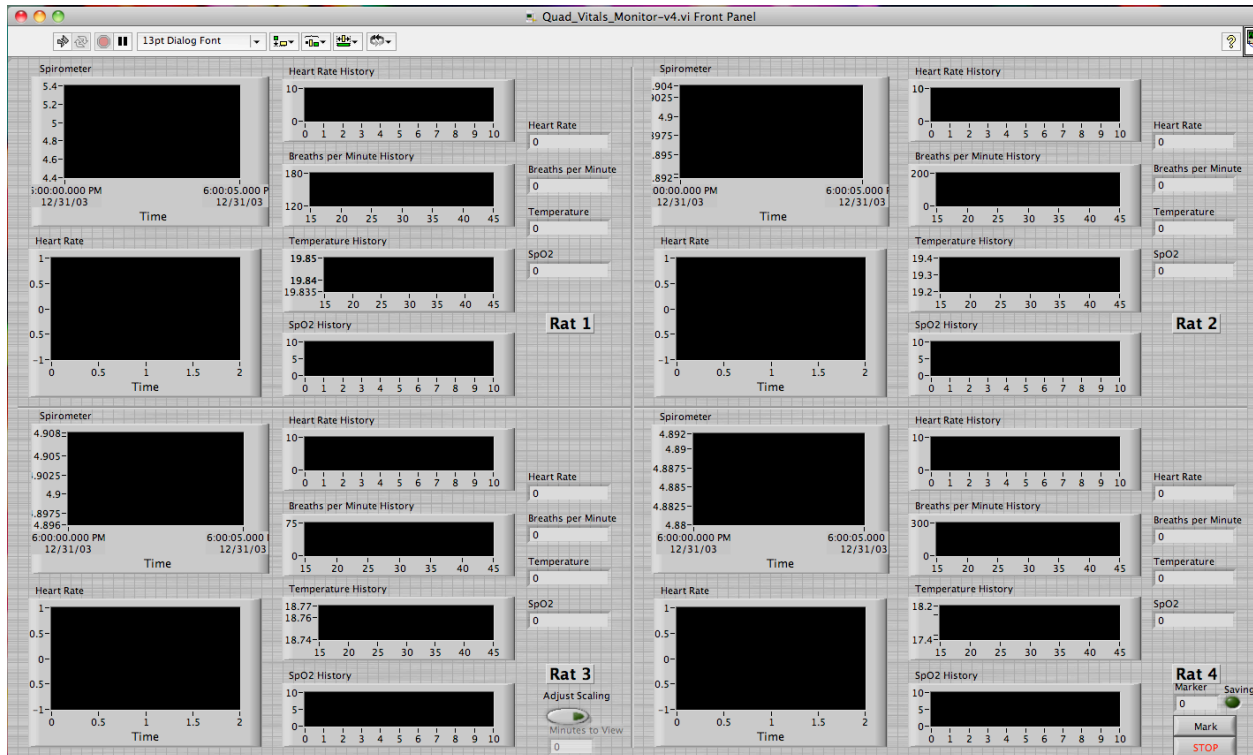 Quad_Vitals_Monitor-v4.vi Front Panel
13pt Dialog Font
?
Spirometer
5.4
5.2
5
4.8
4.6
4.4
6:00:00.000 PM 6:00:05.000 P
12/31/03 12/31/03
Time
Heart Rate History
10
0
0 1 2 3 4 5 6 7 8 9 10
Breaths per Minute History
180
120
15 20 25 30 35 40 45
Heart Rate
0
Breaths per Minute
0
Temperature
0
SpO2
0
Heart Rate
1
0.5
0
0.5
-1
0 0.5 1 1.5 2
Time
Temperature History
19.85
19.84
19.835
15 20 25 30 35 40 45
SpO2 History
10
5
0
0 1 2 3 4 5 6 7 8 9 10
Rat 1
Spirometer
.904
9025
4.9
8975
.895
.892
00:00.000 PM 6:00:05.000 P
12/31/03 12/31/03
Time
Heart Rate History
10
0
0 1 2 3 4 5 6 7 8 9 10
Breaths per Minute History
200
0
15 20 25 30 35 40 45
Heart Rate
0
Breaths per Minute
0
Temperature
0
SpO2
0
Heart Rate
1
0.5
0
0.5
-1
0 0.5 1 1.5 2
Time
Temperature History
19.4
19.3
19.2
15 20 25 30 35 40 45
SpO2 History
10
5
0
0 1 2 3 4 5 6 7 8 9 10
Rat 2
Spirometer
4.908
4.905
.9025
4.9
.8975
4.896
6:00:00.000 PM 6:00:05.000
12/31/03 12/31/03
Time
Heart Rate History
10
0
0 1 2 3 4 5 6 7 8 9 10
Breaths per Minute History
75
0
15 20 25 30 35 40 45
Heart Rate
0
Breaths per Minute
0
Temperature
0
SpO2
0
Heart Rate
1
0.5
0
0.5
-1
0 0.5 1 1.5 2
Time
Temperature History
18.77
18.76
18.74
15 20 25 30 35 40 45
SpO2 History
10
5
0
0 1 2 3 4 5 6 7 8 9 10
Rat 3
Adjust Scaling
Minutes to View
0
Spirometer
4.892
4.89
4.8875
4.885
4.8825
4.88
6:00:00.000 PM 6:00:05.000
12/31/03 12/31/03
Time
Heart Rate History
10
0
0 1 2 3 4 5 6 7 8 9 10
Breaths per Minute History
300
0
15 20 25 30 35 40 45
Heart Rate
0
Breaths per Minute
0
Temperature
0
SpO2
0
Heart Rate
1
0.5
0
0.5
-1
0 0.5 1 1.5 2
Time
Temperature History
18.2
17.4
15 20 25 30 35 40 45
SpO2 History
10
5
0
0 1 2 3 4 5 6 7 8 9 10
Rat 4
Marker Saving
0
Mark
STOP